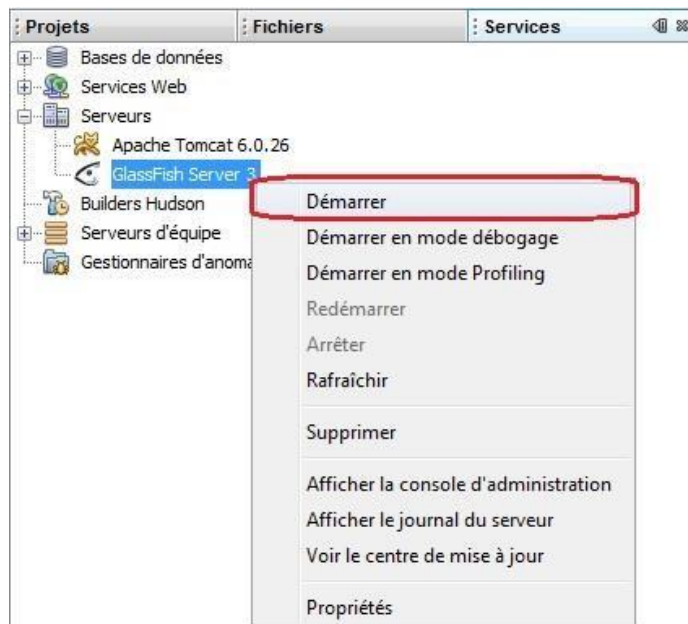 Projets
Fichiers
Services
Bases de données
Services Web
Serveurs
Apache Tomcat 6.0.26
GlassFish Server 3
Builders Hudson
Serveurs d'équipe
Gestionnaires d'anoma
Démarrer
Démarrer en mode débogage
Démarrer en mode Profiling
Redémarrer
Arrêter
Rafraîchir
Supprimer
Afficher la console d'administration
Afficher le journal du serveur
Voir le centre de mise à jour
Propriétés